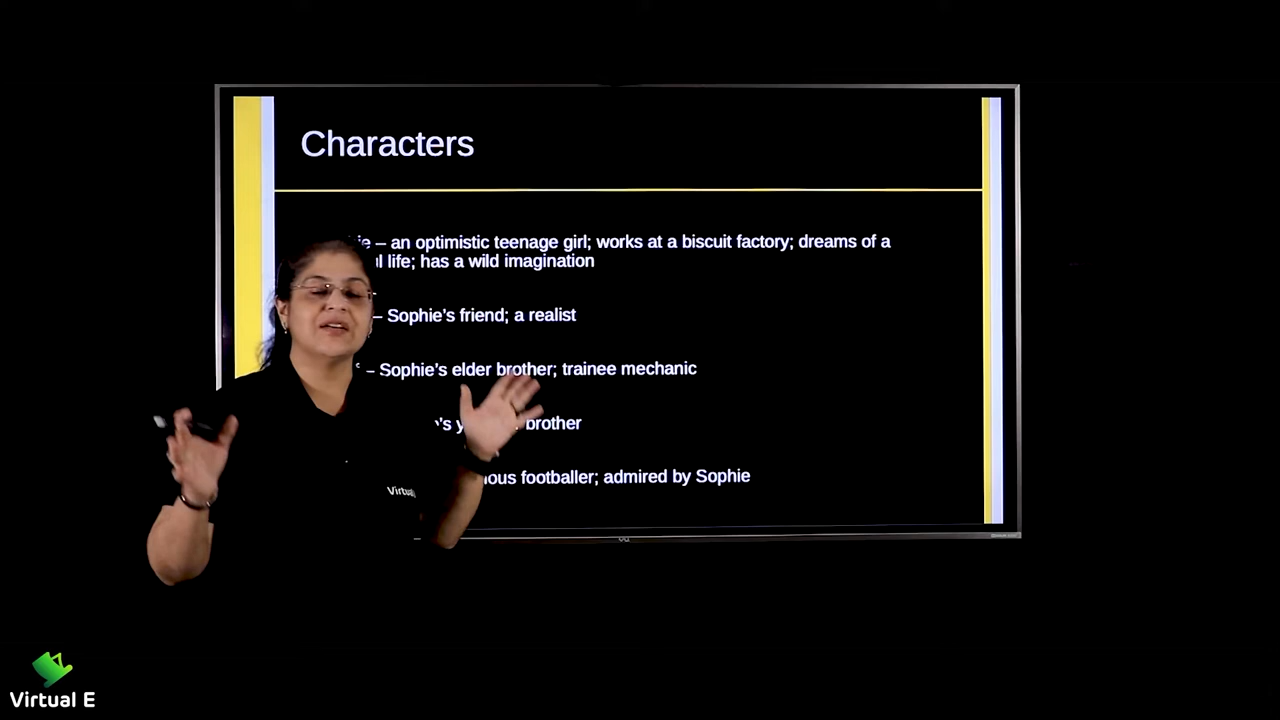 Characters
– an optimistic teenage girl; works at a biscuit factory; dreams of a
life; has a wild imagination
– Sophie's friend; a realist
– Sophie's elder brother; trainee mechanic
brother
footballer; admired by Sophie
Virtual
Virtual E